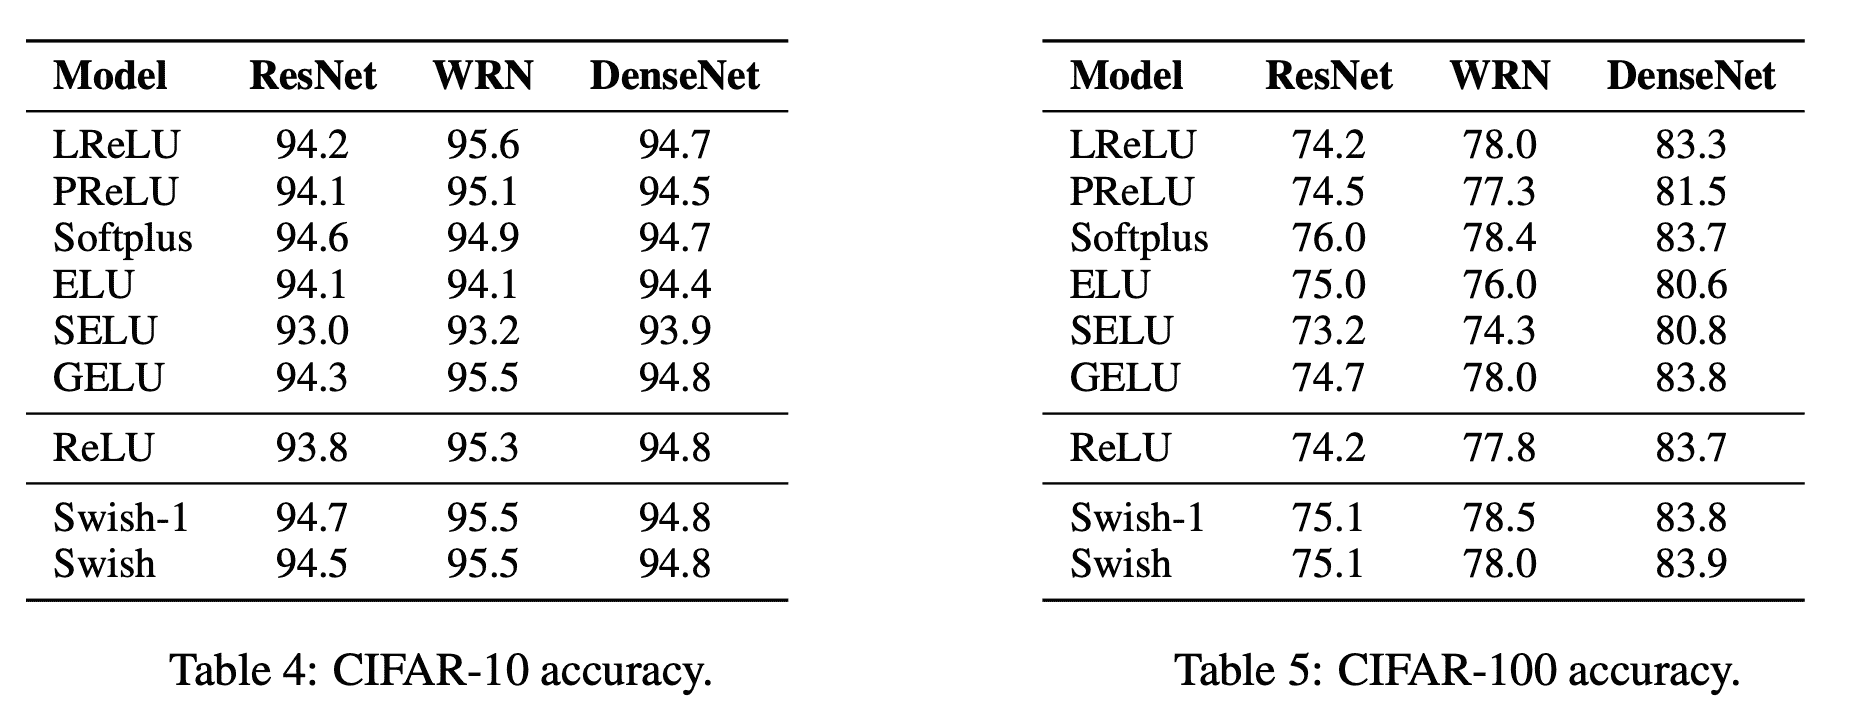 Model ResNet WRN DenseNet
LReLU 94.2 95.6 94.7
PReLU 94.1 95.1 94.5
Softplus 94.6 94.9 94.7
ELU 94.1 94.1 94.4
SELU 93.0 93.2 93.9
GELU 94.3 95.5 94.8
ReLU 93.8 95.3 94.8
Swish-1 94.7 95.5 94.8
Swish 94.5 95.5 94.8
Table 4: CIFAR-10 accuracy.
Model ResNet WRN DenseNet
LReLU 74.2 78.0 83.3
PReLU 74.5 77.3 81.5
Softplus 76.0 78.4 83.7
ELU 75.0 76.0 80.6
SELU 73.2 74.3 80.8
GELU 74.7 78.0 83.8
ReLU 74.2 77.8 83.7
Swish-1 75.1 78.5 83.8
Swish 75.1 78.0 83.9
Table 5: CIFAR-100 accuracy.